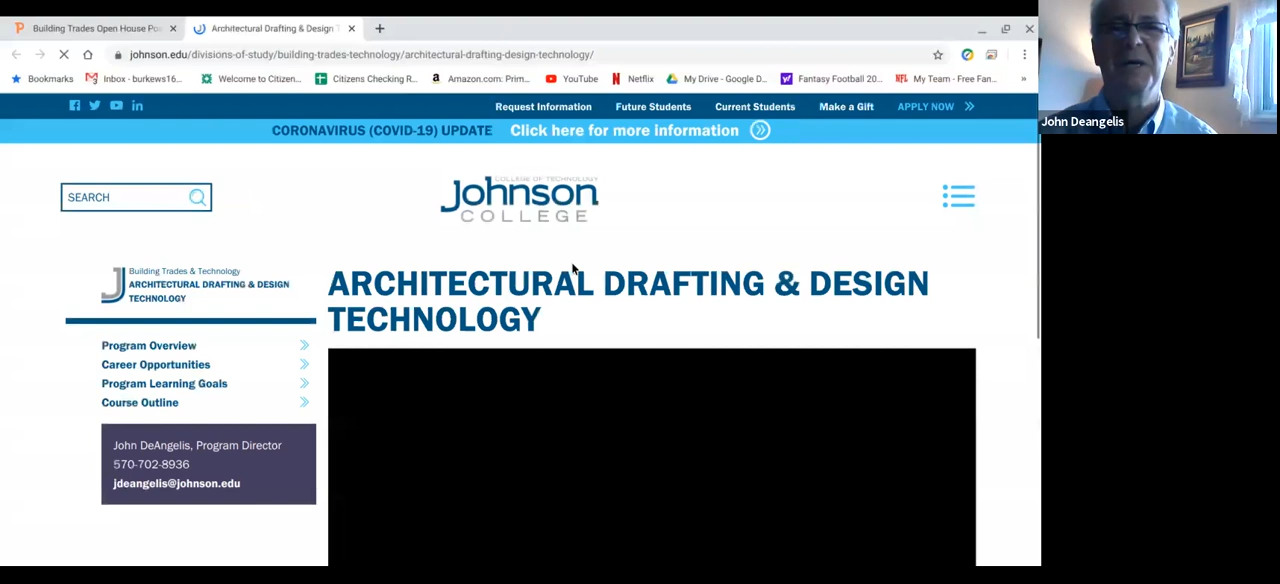 Building Trades Open House Po
Architectural Drafting & Design T
johnson.edu/divisions-of-study/building-trades-technology/architectural-drafting-design-technology/
Bookmarks
Inbox - burkews16...
Welcome to Citizen...
Citizens Checking R...
Amazon.com: Prim...
YouTube
Netflix
My Drive - Google D...
Fantasy Football 20...
My Team - Free Fan...
Request Information
Future Students
Current Students
Make a Gift
APPLY NOW
CORONAVIRUS (COVID-19) UPDATE Click here for more information
SEARCH
COLLEGE OF TECHNOLOGY
Johnson
COLLEGE
Building Trades & Technology
ARCHITECTURAL DRAFTING & DESIGN
TECHNOLOGY
ARCHITECTURAL DRAFTING & DESIGN
TECHNOLOGY
Program Overview
Career Opportunities
Program Learning Goals
Course Outline
John DeAngelis, Program Director
570-702-8936
jdeangelis@johnson.edu
John Deangelis